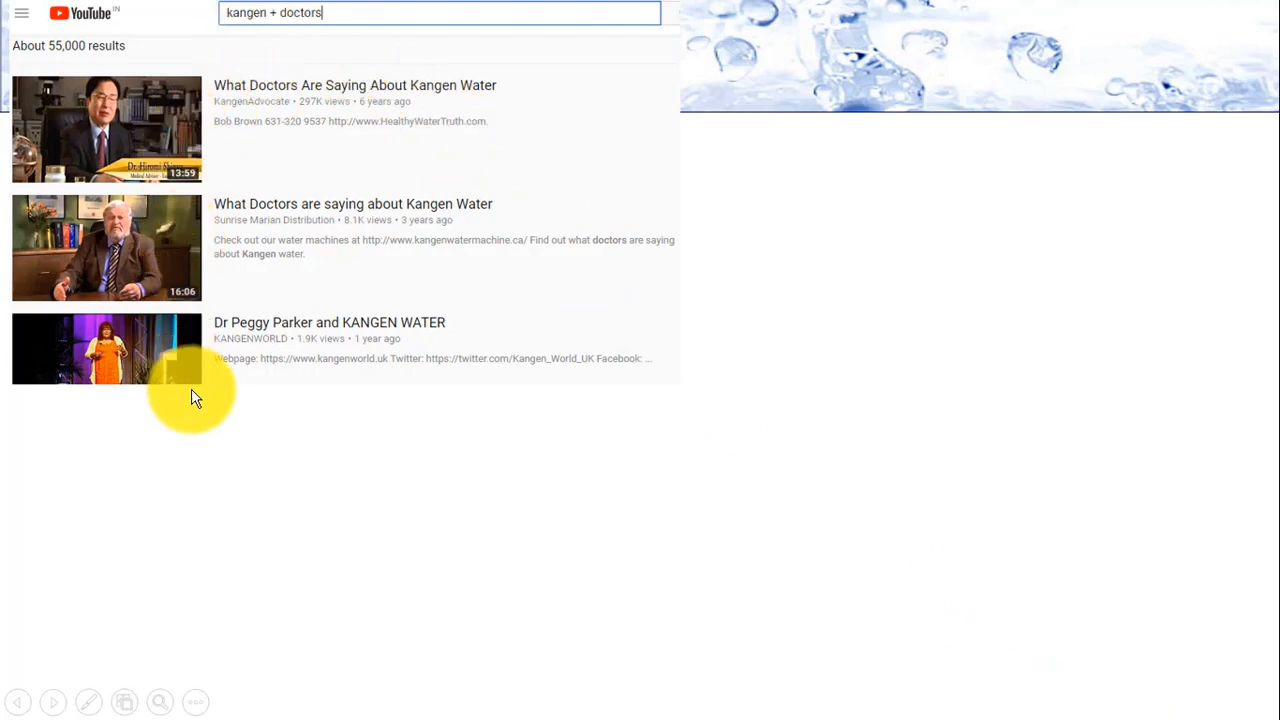 YouTube IN
kangen + doctors
About 55,000 results
What Doctors Are Saying About Kangen Water
KangenAdvocate • 297K views • 6 years ago
Bob Brown 631-320 9537 http://www.HealthyWaterTruth.com.
Dr. Hiromi
13:59
What Doctors are saying about Kangen Water
Sunrise Marian Distribution • 8.1K views • 3 years ago
Check out our water machines at http://www.kangenwatermachine.ca/ Find out what doctors are saying
about Kangen water.
16:06
Dr Peggy Parker and KANGEN WATER
KANGENWORLD • 1.9K views • 1 year ago
Webpage: https://www.kangenworld.uk Twitter: https://twitter.com/Kangen_World_UK Facebook: ...